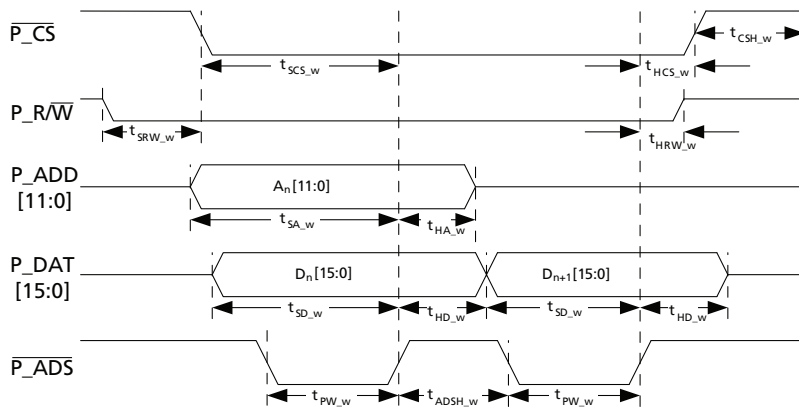 P_CS
t_CSH_w
t_SCS_w
t_HCS_w
P_R/W
t_SRW_w
t_HRW_w
P_ADD
[11:0]
A_n[11:0]
t_SA_w
t_HA_w
P_DAT
[15:0]
D_n[15:0]
D_n+1[15:0]
t_SD_w
t_HD_w
t_SD_w
t_HD_w
P_ADS
t_PW_w
t_ADSH_w
t_PW_w